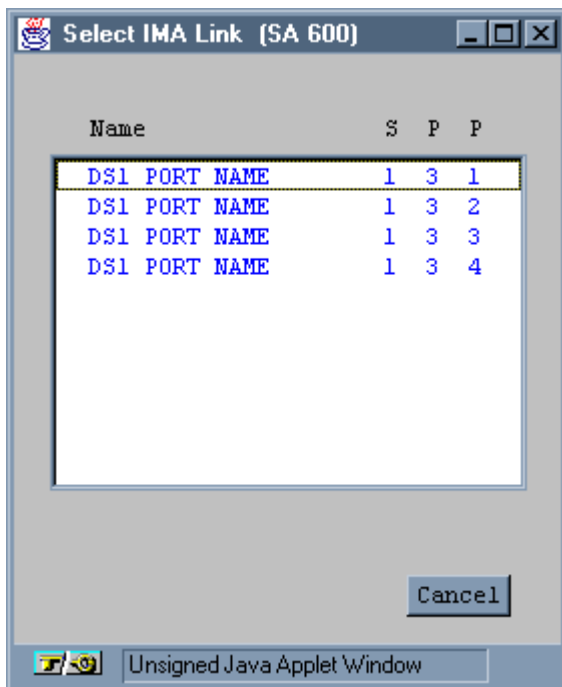 Select IMA Link (SA 600)
Name S P P
DS1 PORT NAME 1 3 1
DS1 PORT NAME 1 3 2
DS1 PORT NAME 1 3 3
DS1 PORT NAME 1 3 4
Cancel
Unsigned Java Applet Window